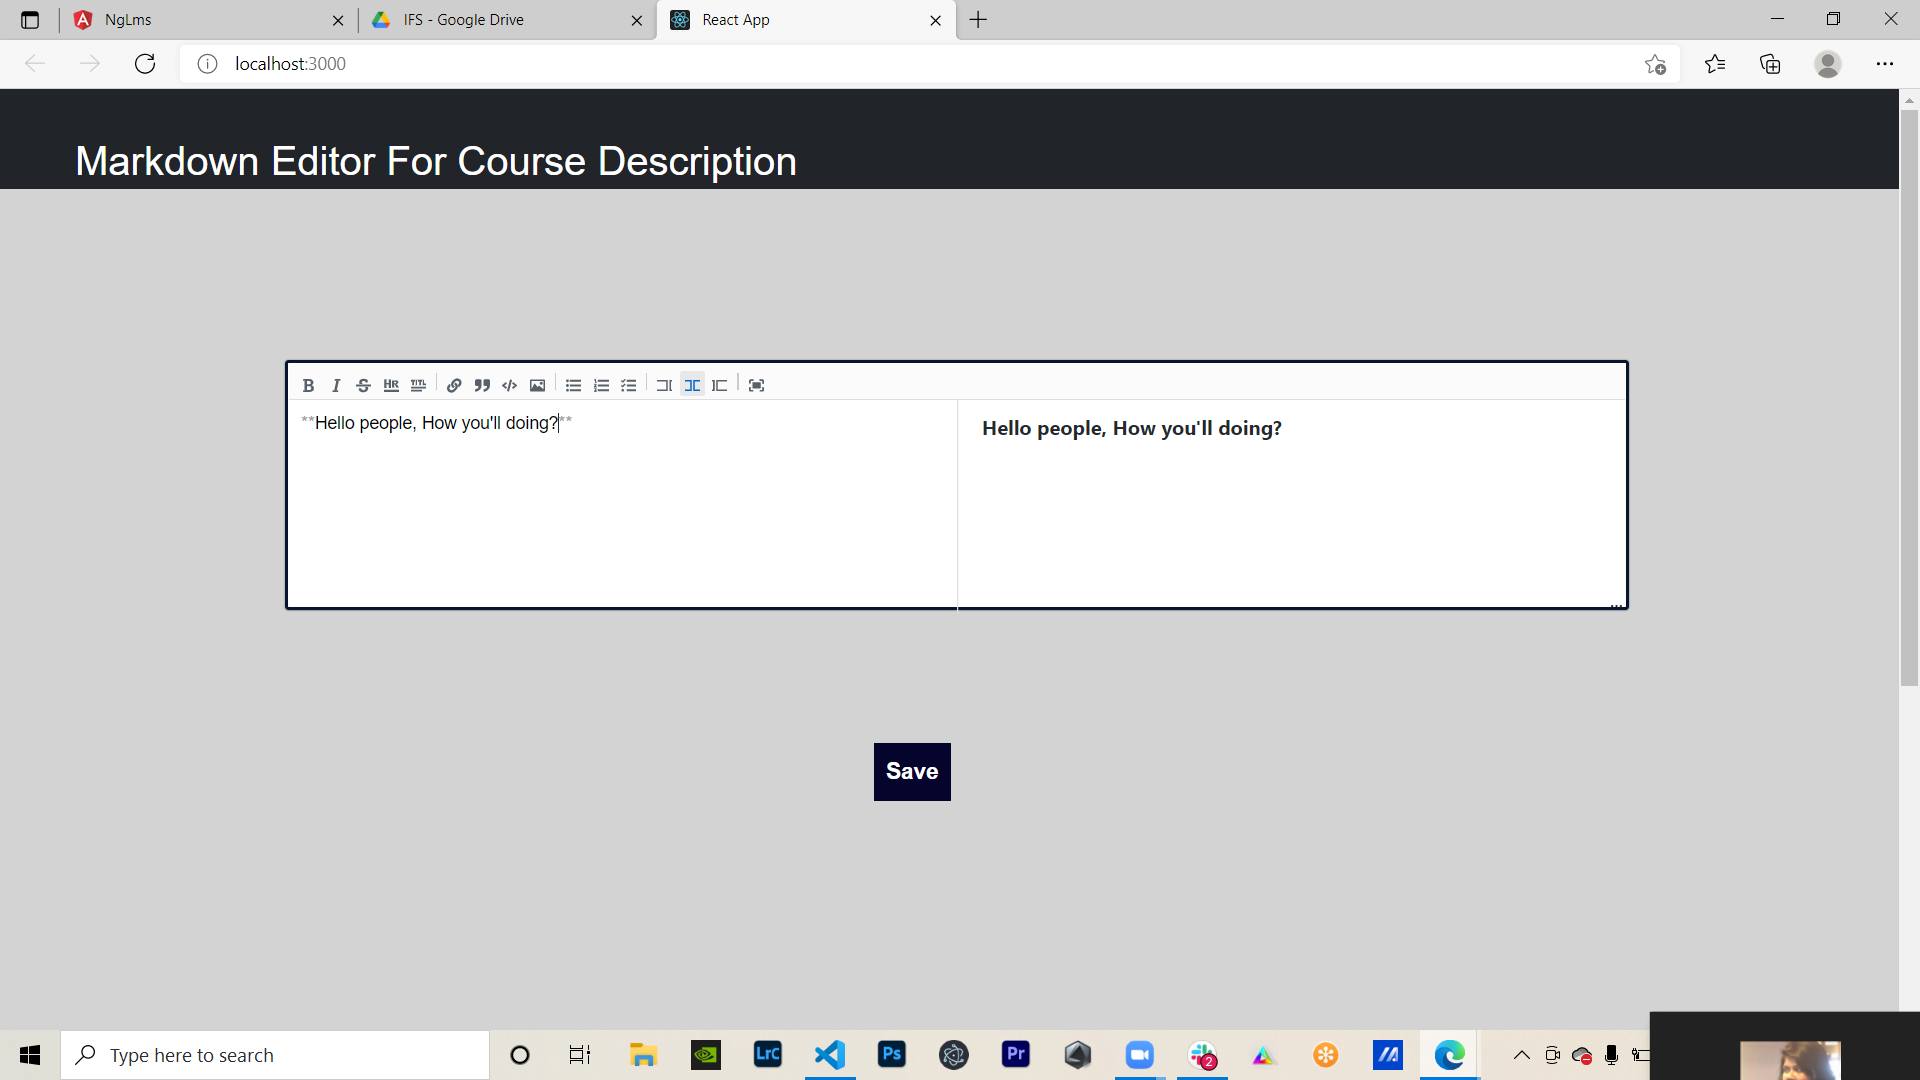 NgLms
IFS - Google Drive
React App
localhost:3000
Markdown Editor For Course Description
B I S HR TITL
**Hello people, How you'll doing?**
Hello people, How you'll doing?
Save
Type here to search
LrC
Ps
Pr
2